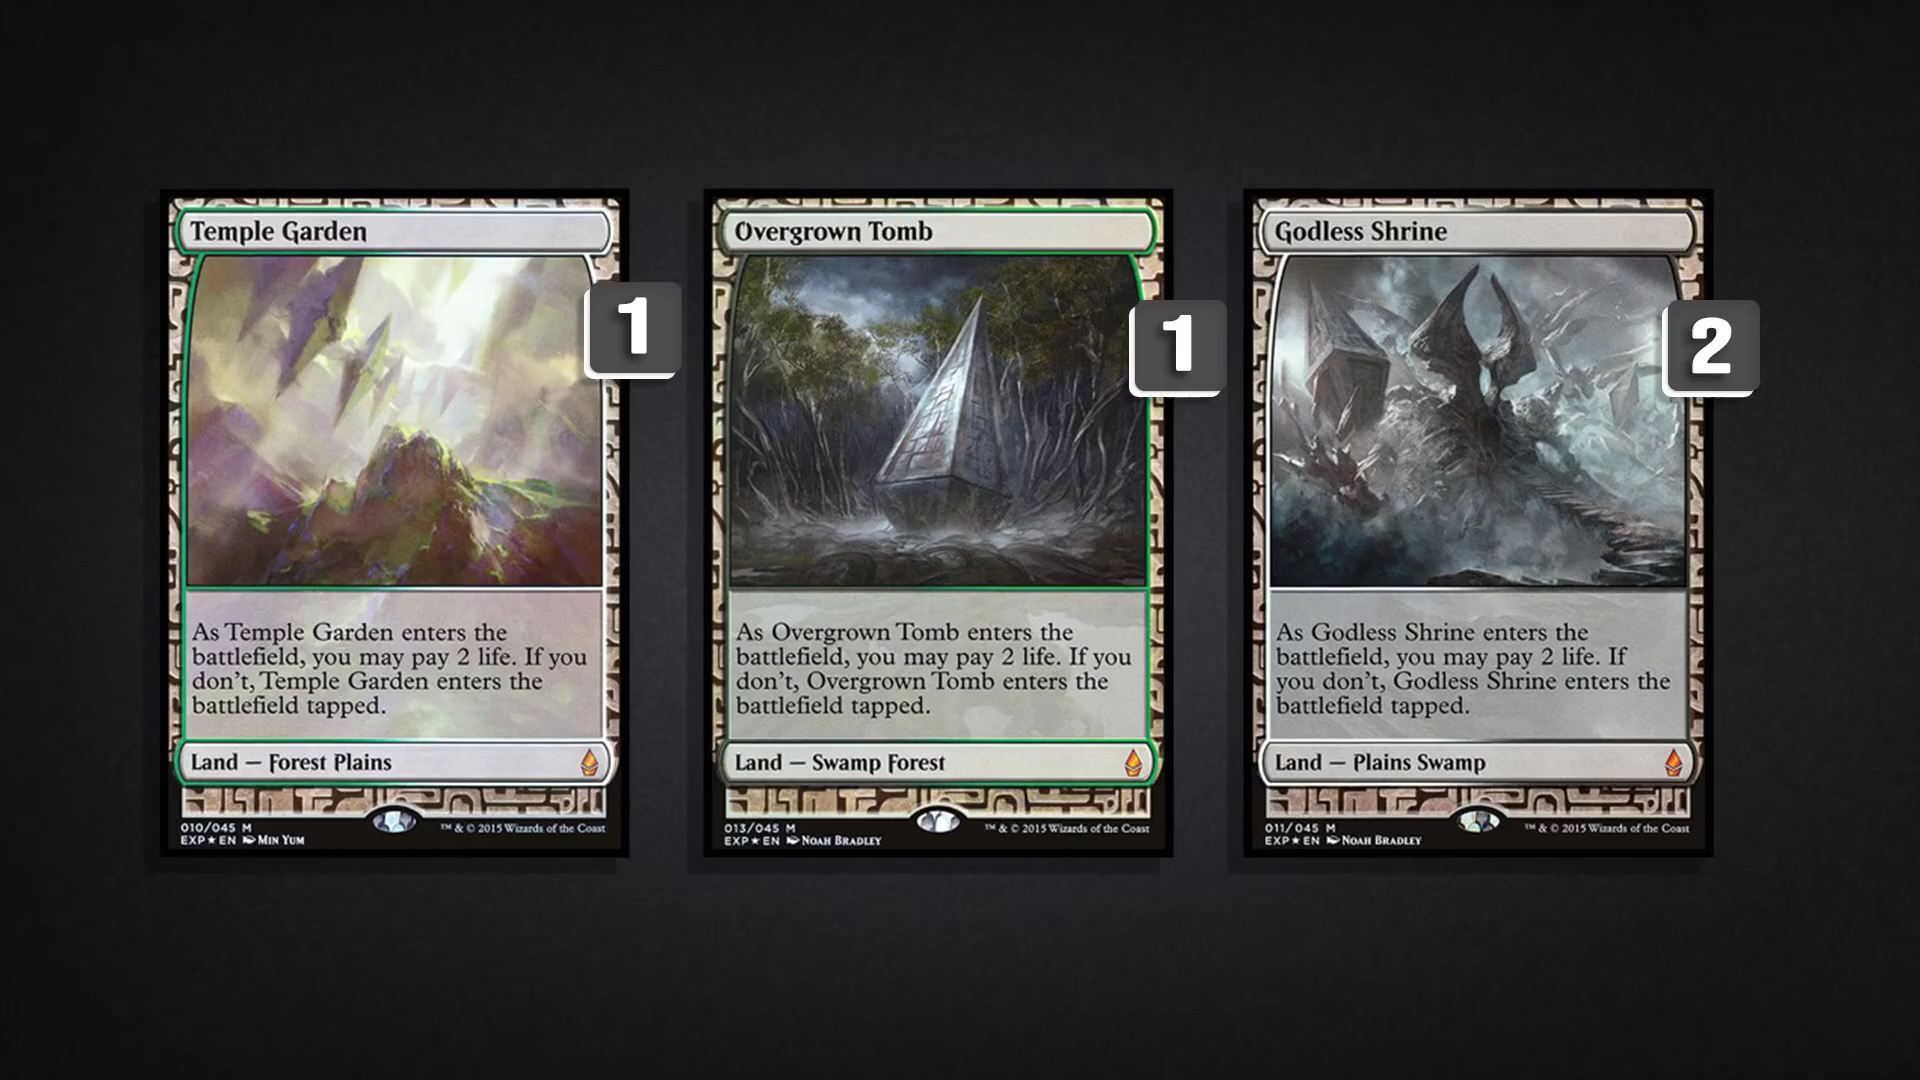 Temple Garden
1
As Temple Garden enters the
battlefield, you may pay 2 life. If you
don't, Temple Garden enters the
battlefield tapped.
Land — Forest Plains
010/045 M
EXP★EN Min Yum
™ & © 2015 Wizards of the Coast
Overgrown Tomb
1
As Overgrown Tomb enters the
battlefield, you may pay 2 life. If you
don't, Overgrown Tomb enters the
battlefield tapped.
Land — Swamp Forest
013/045 M
EXP★EN Noah Bradley
™ & © 2015 Wizards of the Coast
Godless Shrine
2
As Godless Shrine enters the
battlefield, you may pay 2 life. If
you don't, Godless Shrine enters the
battlefield tapped.
Land — Plains Swamp
011/045 M
EXP★EN Noah Bradley
™ & © 2015 Wizards of the Coast